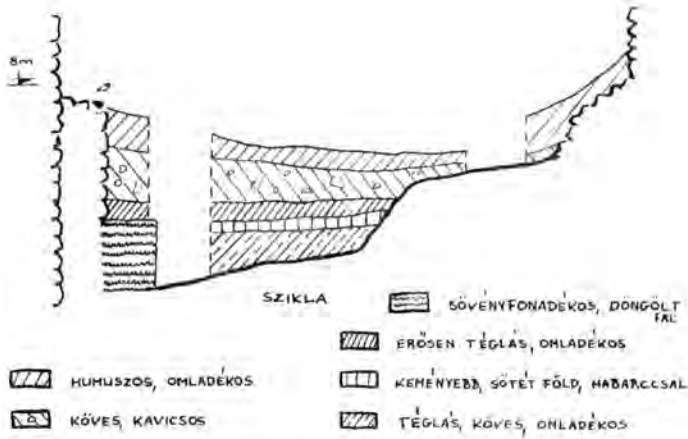 8m
SZIKLA
SÖVÉNYFONADÉKOS, DÖNGÖLT
FAL
ERŐSEN TÉGLÁS, OMLADÉKOS
HUMUSZOS, OMLADÉKOS
KEMÉNYEBB, SÖTÉT FÖLD, HABARCCSAL
KÖVES, KAVICSOS
TÉGLÁS, KÖVES, OMLADÉKOS